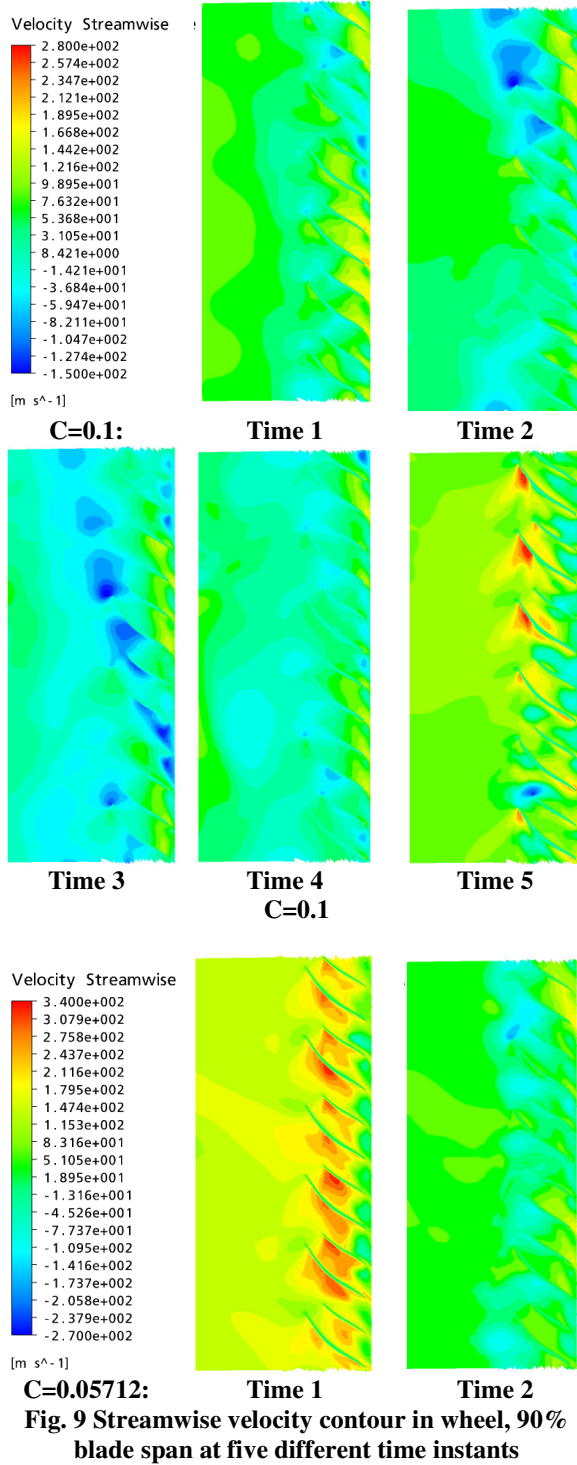 Velocity Streamwise
2.800e+002
2.574e+002
2.347e+002
2.121e+002
1.895e+002
1.668e+002
1.442e+002
1.216e+002
9.895e+001
7.632e+001
5.368e+001
3.105e+001
8.421e+000
-1.421e+001
-3.684e+001
-5.947e+001
-8.211e+001
-1.047e+002
-1.274e+002
-1.500e+002
[m s^-1]
C=0.1: Time 1 Time 2
Time 3 Time 4 Time 5
C=0.1
Velocity Streamwise
3.400e+002
3.079e+002
2.758e+002
2.437e+002
2.116e+002
1.795e+002
1.474e+002
1.153e+002
8.316e+001
5.105e+001
1.895e+001
-1.316e+001
-4.526e+001
-7.737e+001
-1.095e+002
-1.416e+002
-1.737e+002
-2.058e+002
-2.379e+002
-2.700e+002
[m s^-1]
C=0.05712: Time 1 Time 2
Fig. 9 Streamwise velocity contour in wheel, 90%
blade span at five different time instants